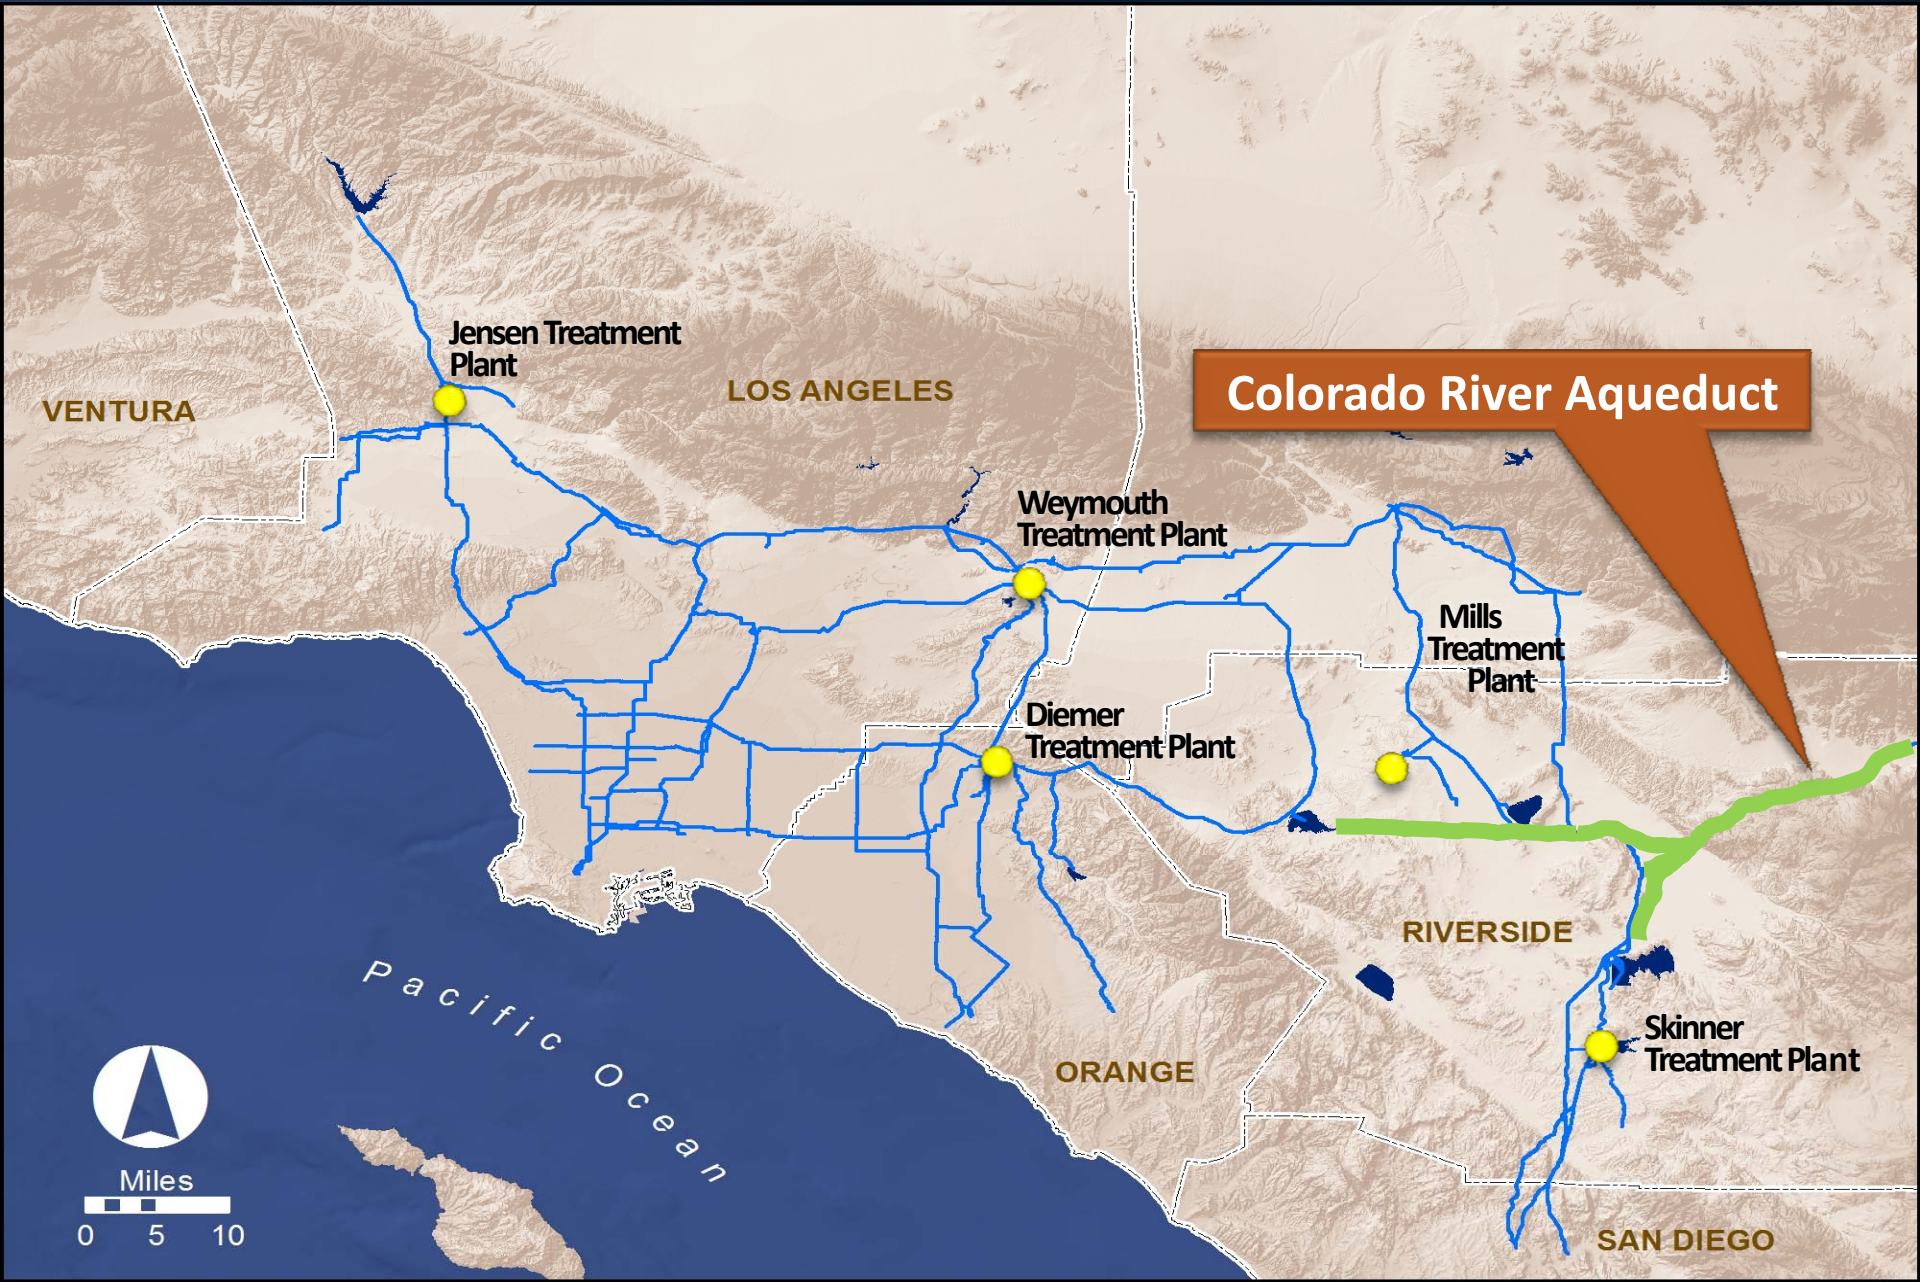 Jensen Treatment
Plant
VENTURA
LOS ANGELES
Colorado River Aqueduct
Weymouth
Treatment Plant
Mills
Treatment
Plant
Diemer
Treatment Plant
RIVERSIDE
Pacific Ocean
Skinner
Treatment Plant
ORANGE
Miles
0 5 10
SAN DIEGO